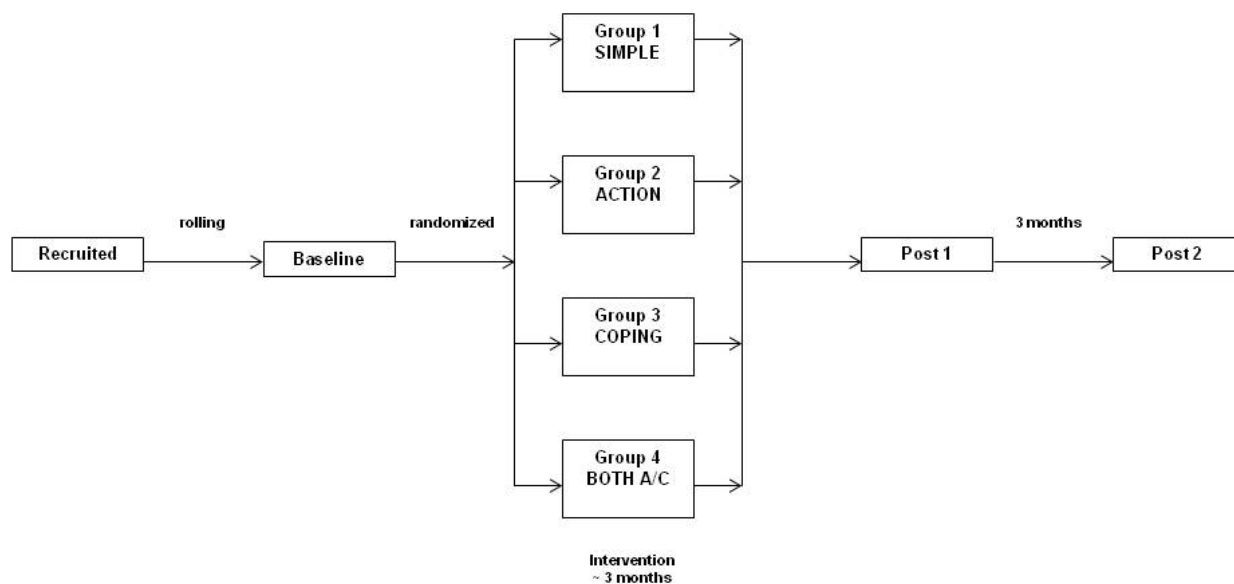 Group 1
SIMPLE
Group 2
ACTION
rolling
randomized
3 months
Recruited
Baseline
Post 1
Post 2
Group 3
COPING
Group 4
BOTH A/C
Intervention
~ 3 months